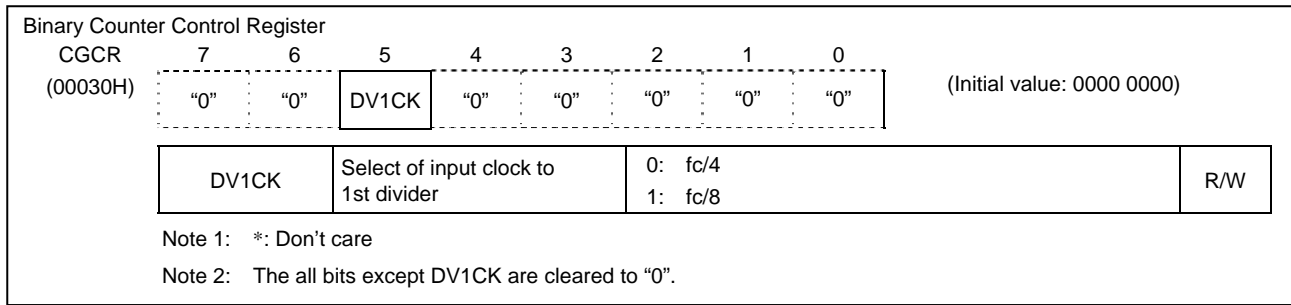 Binary Counter Control Register
CGCR 7 6 5 4 3 2 1 0
(00030H) “0” “0” DV1CK “0” “0” “0” “0” “0” (Initial value: 0000 0000)
DV1CK Select of input clock to 0: fc/4 R/W
1st divider 1: fc/8
Note 1: *: Don’t care
Note 2: The all bits except DV1CK are cleared to “0”.